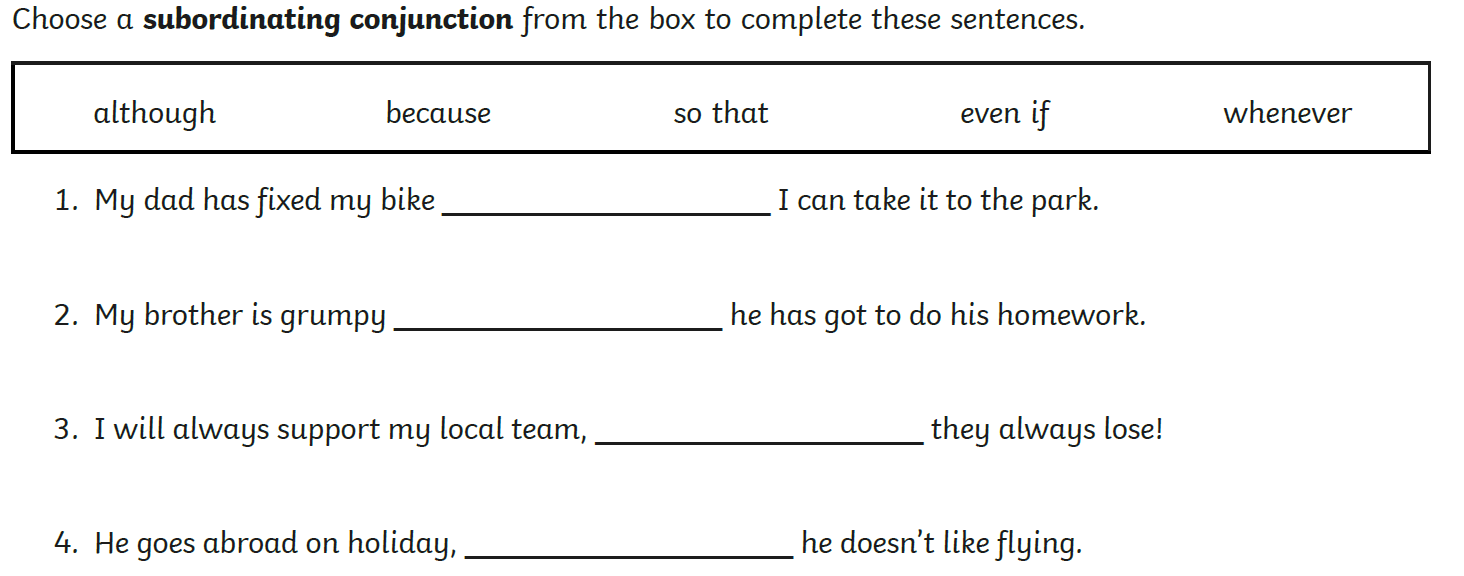 Choose a subordinating conjunction from the box to complete these sentences.
although because so that even if whenever
1. My dad has fixed my bike ____________________ I can take it to the park.
2. My brother is grumpy ____________________ he has got to do his homework.
3. I will always support my local team, ____________________ they always lose!
4. He goes abroad on holiday, ____________________ he doesn't like flying.